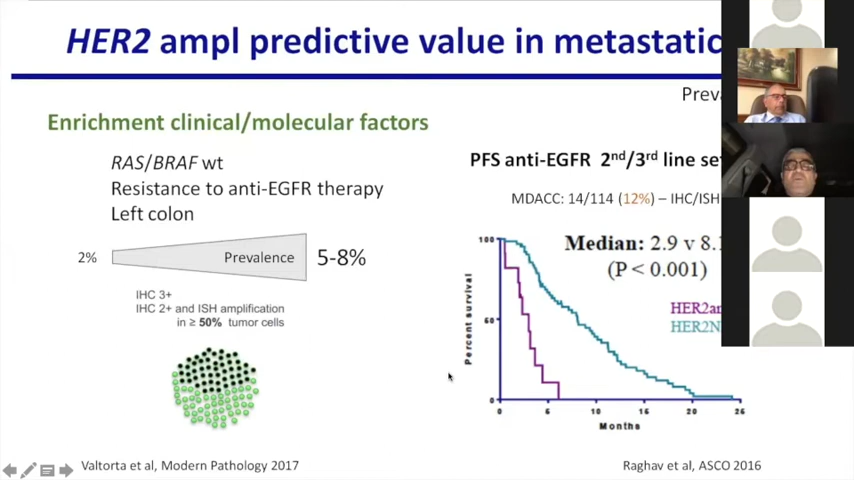 HER2 ampl predictive value in metastatic
Enrichment clinical/molecular factors
RAS/BRAF wt
Resistance to anti-EGFR therapy
Left colon
2%
Prevalence
5-8%
IHC 3+
IHC 2+ and ISH amplification
in ≥ 50% tumor cells
Valtorta et al, Modern Pathology 2017
PFS anti-EGFR 2nd/3rd line
MDACC: 14/114 (12%) – IHC/ISH
Median: 2.9 v 8.1
(P < 0.001)
Percent survival
100
50
0
0
5
10
15
20
25
Months
Raghav et al, ASCO 2016